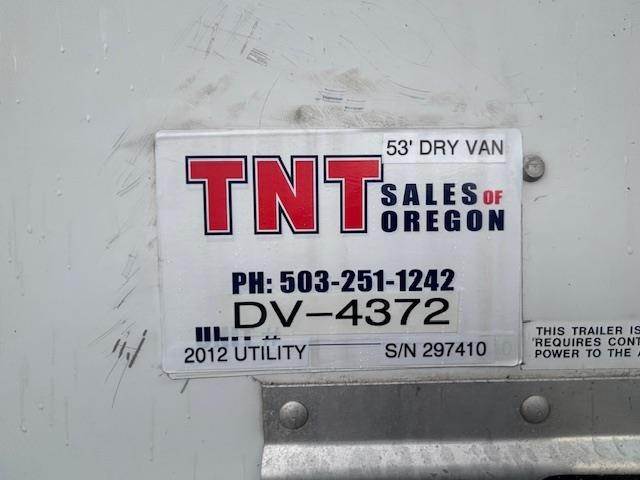 53' DRY VAN
TNT SALES OF
OREGON
PH: 503-251-1242
DV-4372
2012 UTILITY S/N 297410
THIS TRAILER IS
REQUIRES CONT
POWER TO THE A